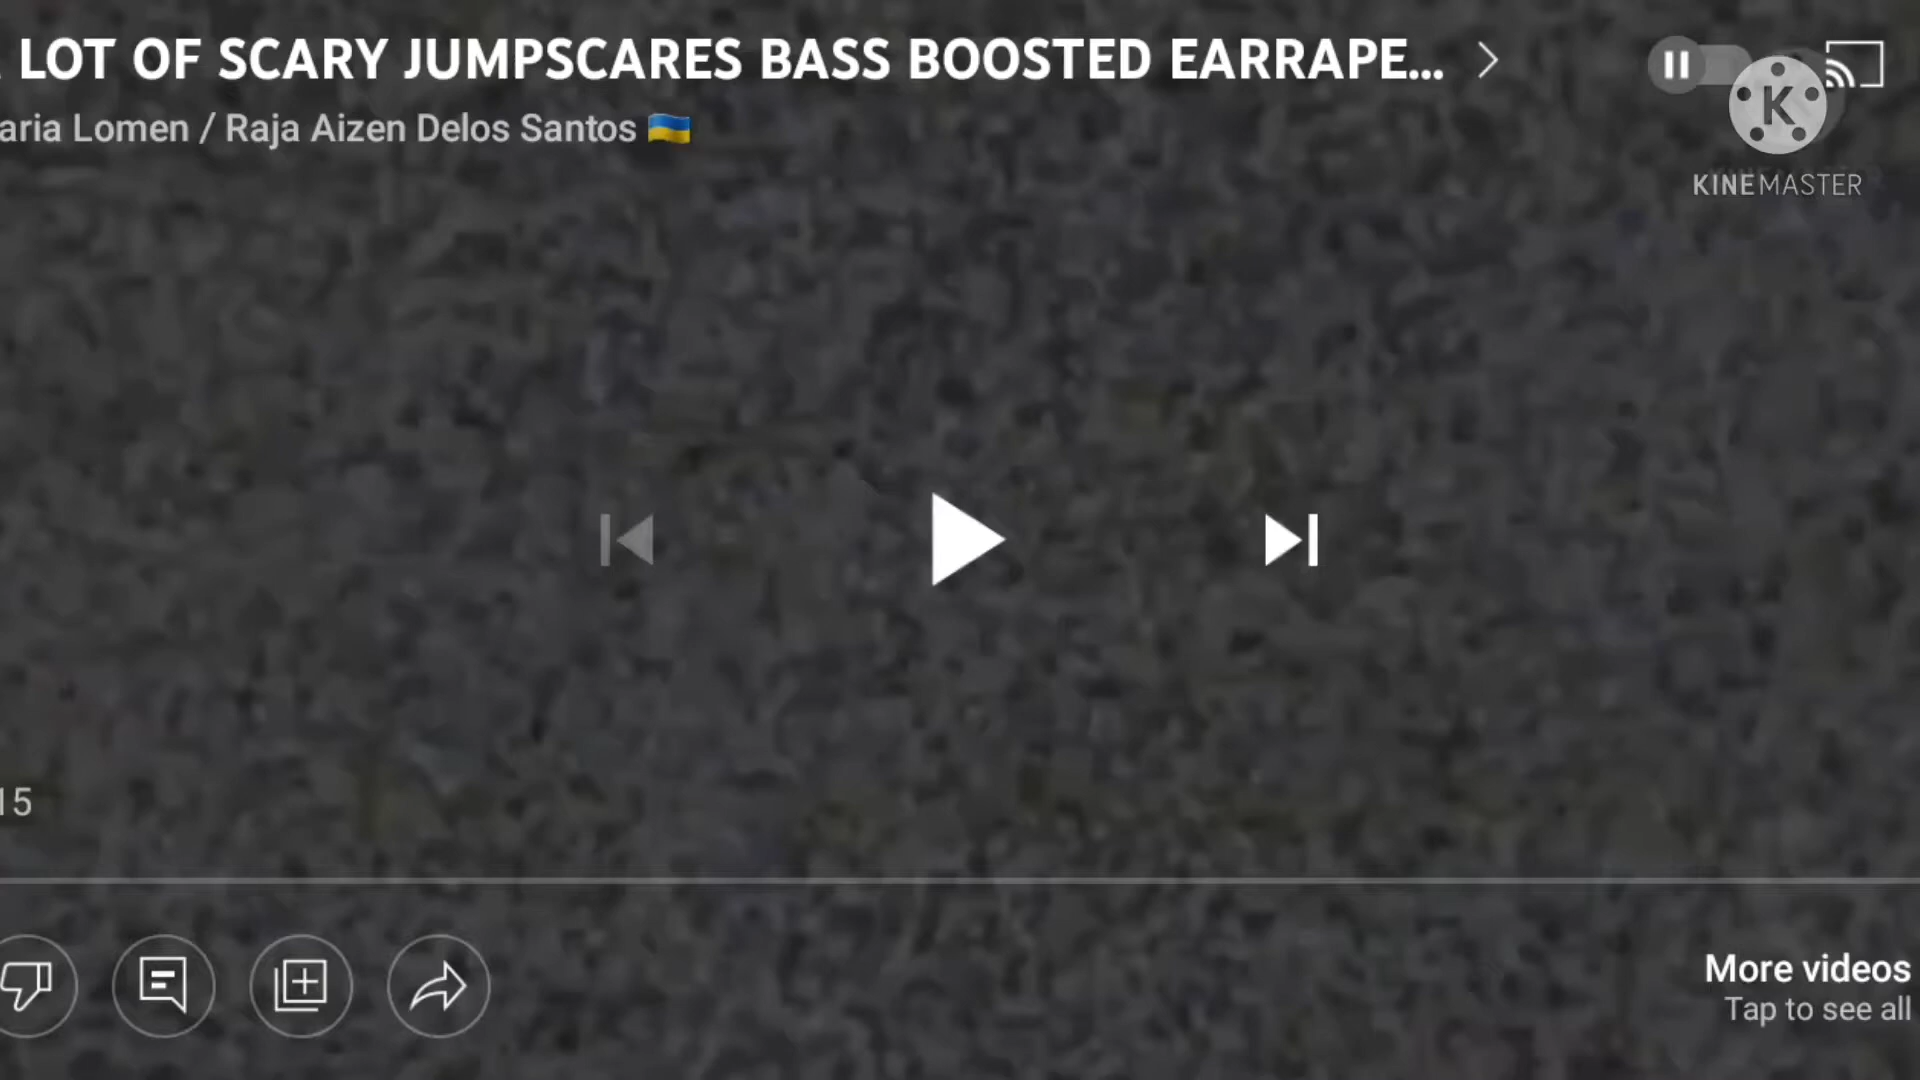 LOT OF SCARY JUMPSCARES BASS BOOSTED EARRAPE...
aria Lomen / Raja Aizen Delos Santos 🇺🇦
K
KINEMASTER
15
More videos
Tap to see all